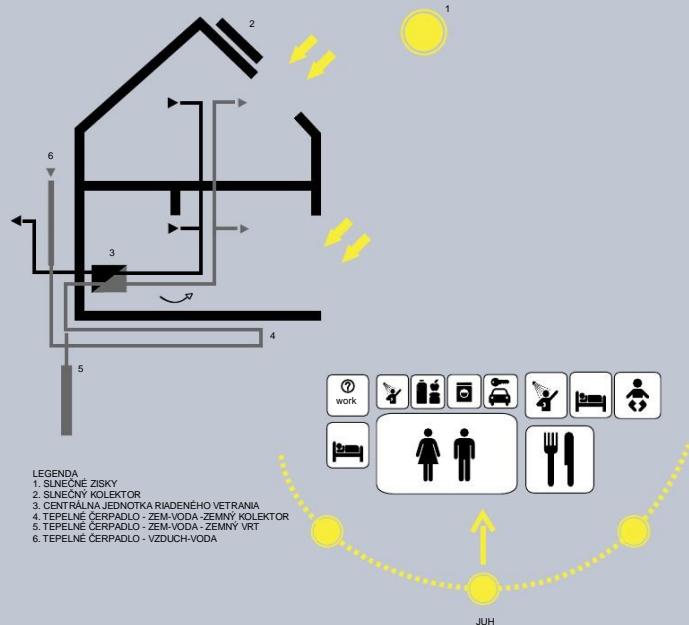 1
2
6
3
4
5
?
work
LEGENDA
1. SLNEČNÉ ZISKY
2. SLNEČNÝ KOLEKTOR
3. CENTRÁLNA JEDNOTKA RIADENÉHO VETRANIA
4. TEPELNÉ ČERPADLO - ZEM-VODA -ZEMNÝ KOLEKTOR
5. TEPELNÉ ČERPADLO - ZEM-VODA - ZEMNÝ VRT
6. TEPELNÉ ČERPADLO - VZDUCH-VODA
JUH